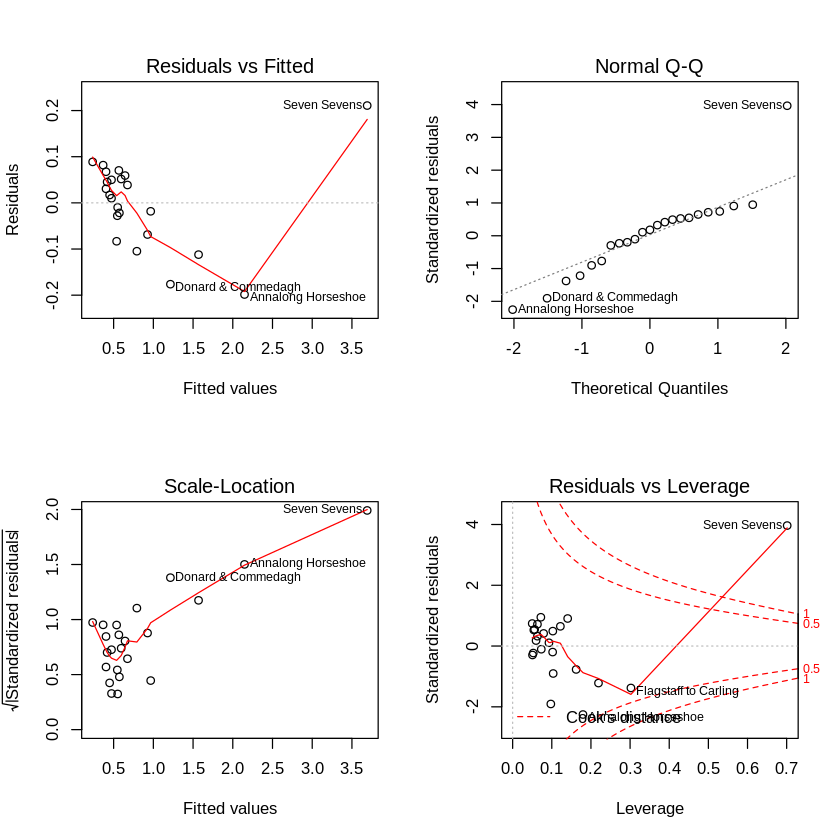 Residuals vs Fitted
Residuals
0.2
0.1
0.0
-0.1
-0.2
Seven Sevens
Donard & Commedagh
Annalong Horseshoe
0.5 1.0 1.5 2.0 2.5 3.0 3.5
Fitted values
Normal Q-Q
Standardized residuals
4
3
2
1
0
-1
-2
Seven Sevens
Donard & Commedagh
Annalong Horseshoe
-2 -1 0 1 2
Theoretical Quantiles
Scale-Location
√|Standardized residuals|
2.0
1.5
1.0
0.5
0.0
Seven Sevens
Annalong Horseshoe
Donard & Commedagh
0.5 1.0 1.5 2.0 2.5 3.0 3.5
Fitted values
Residuals vs Leverage
Standardized residuals
4
2
0
-2
Seven Sevens
1
0.5
0.5
1
Flagstaff to Carling
Annalong Horseshoe
Cook's distance
0.0 0.1 0.2 0.3 0.4 0.5 0.6 0.7
Leverage